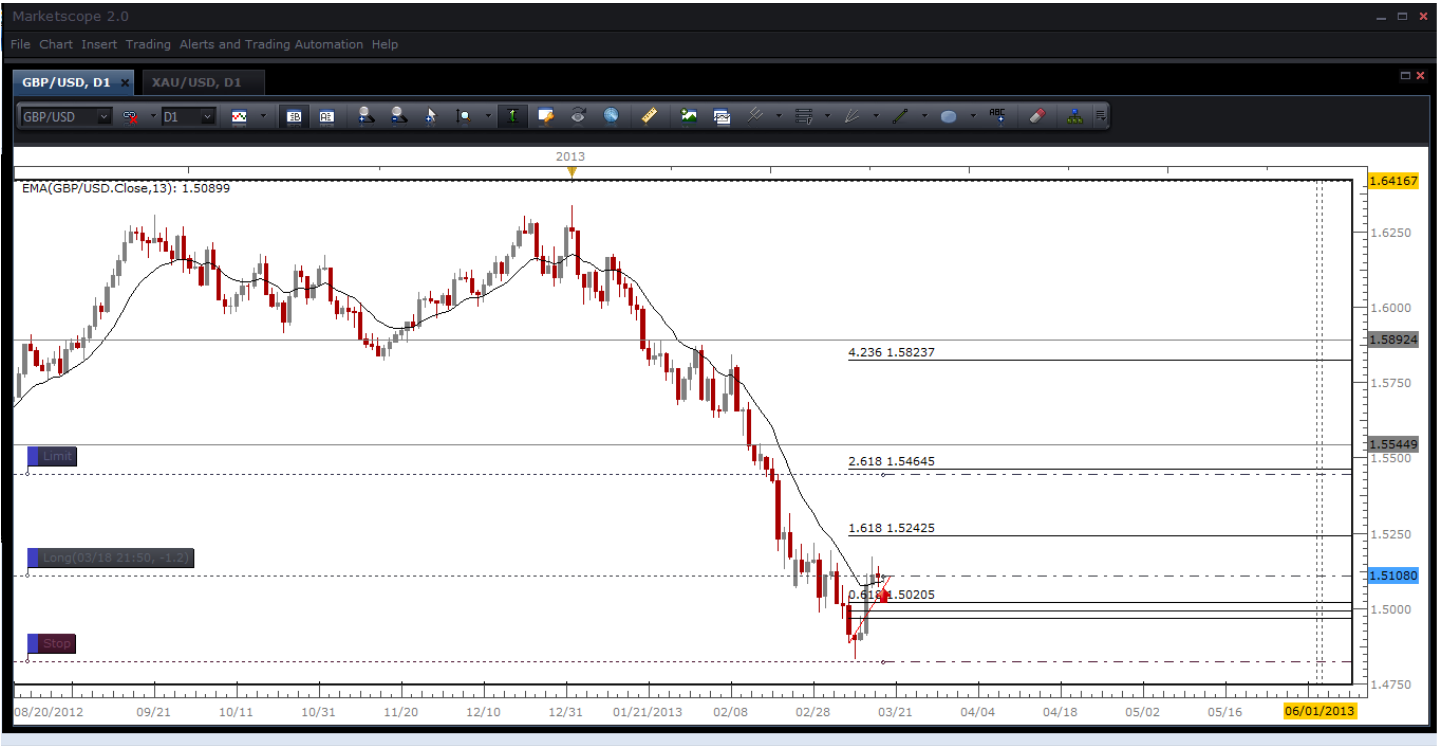 Marketscope 2.0
File Chart Insert Trading Alerts and Trading Automation Help
GBP/USD, D1 XAU/USD, D1
GBP/USD D1 ABC
2013
EMA(GBP/USD.Close,13): 1.50899
1.64167
1.6250
1.6000
1.58924
4.236 1.58237
1.5750
1.55449
Limit
1.5500
2.618 1.54645
1.618 1.52425
1.5250
Long(03/18 21:50, -1.2)
1.51080
0.618 1.50205
1.5000
Stop
1.4750
08/20/2012 09/21 10/11 10/31 11/20 12/10 12/31 01/21/2013 02/08 02/28 03/21 04/04 04/18 05/02 05/16 06/01/2013